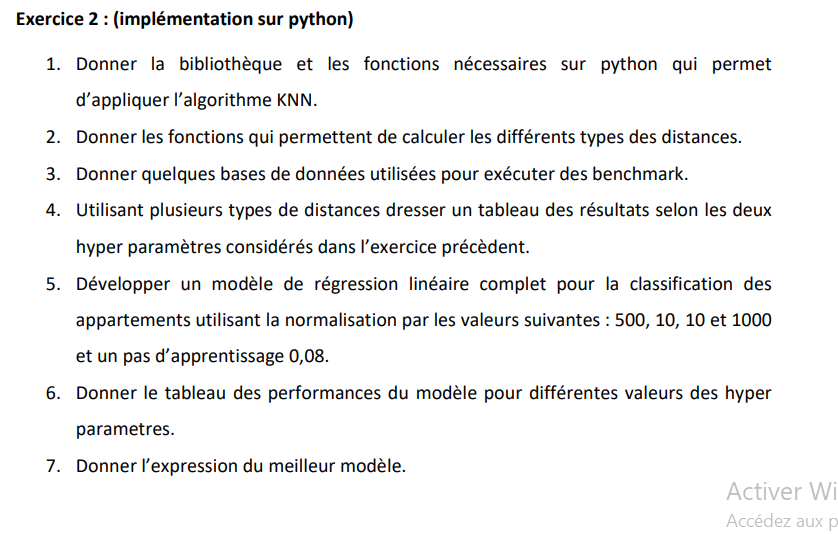 Exercice 2 : (implémentation sur python)
1. Donner la bibliothèque et les fonctions nécessaires sur python qui permet
d’appliquer l’algorithme KNN.
2. Donner les fonctions qui permettent de calculer les différents types des distances.
3. Donner quelques bases de données utilisées pour exécuter des benchmark.
4. Utilisant plusieurs types de distances dresser un tableau des résultats selon les deux
hyper paramètres considérés dans l’exercice précèdent.
5. Développer un modèle de régression linéaire complet pour la classification des
appartements utilisant la normalisation par les valeurs suivantes : 500, 10, 10 et 1000
et un pas d’apprentissage 0,08.
6. Donner le tableau des performances du modèle pour différentes valeurs des hyper
parametres.
7. Donner l’expression du meilleur modèle.
Activer Wi
Accédez aux p